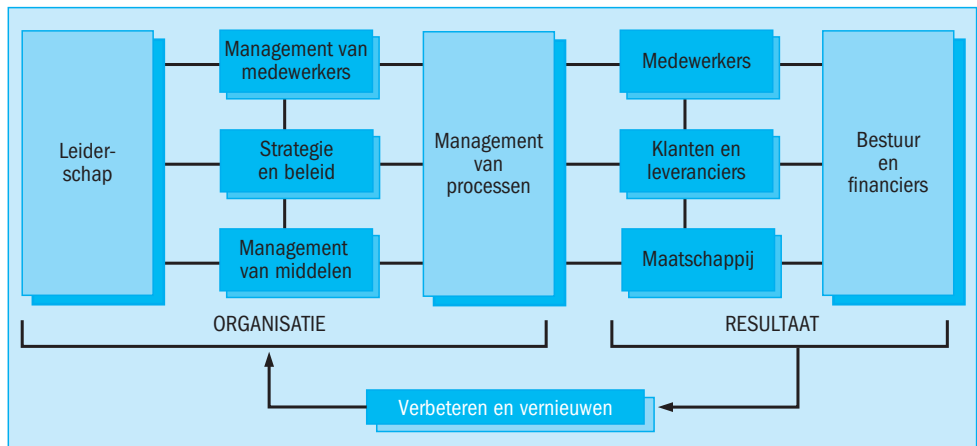 Leider-
schap
Management van
medewerkers
Strategie
en beleid
Management
van middelen
Management
van
processen
Medewerkers
Klanten en
leveranciers
Maatschappij
Bestuur
en
financiers
ORGANISATIE
RESULTAAT
Verbeteren en vernieuwen